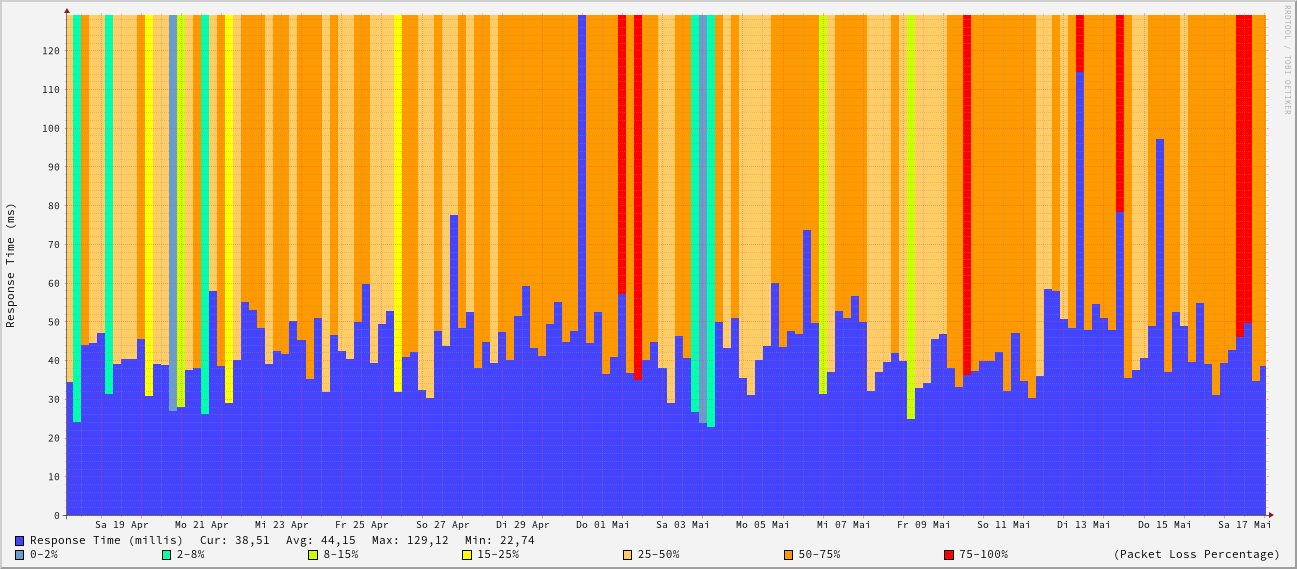 RRDTOOL / TOBI OETIKER
Response Time (ms)
120
110
100
90
80
70
60
50
40
30
20
10
0
Sa 19 Apr Mo 21 Apr Mi 23 Apr Fr 25 Apr So 27 Apr Di 29 Apr Do 01 Mai Sa 03 Mai Mo 05 Mai Mi 07 Mai Fr 09 Mai So 11 Mai Di 13 Mai Do 15 Mai Sa 17 Mai
Response Time (millis) Cur: 38,51 Avg: 44,15 Max: 129,12 Min: 22,74
0-2% 2-8% 8-15% 15-25% 25-50% 50-75% 75-100% (Packet Loss Percentage)